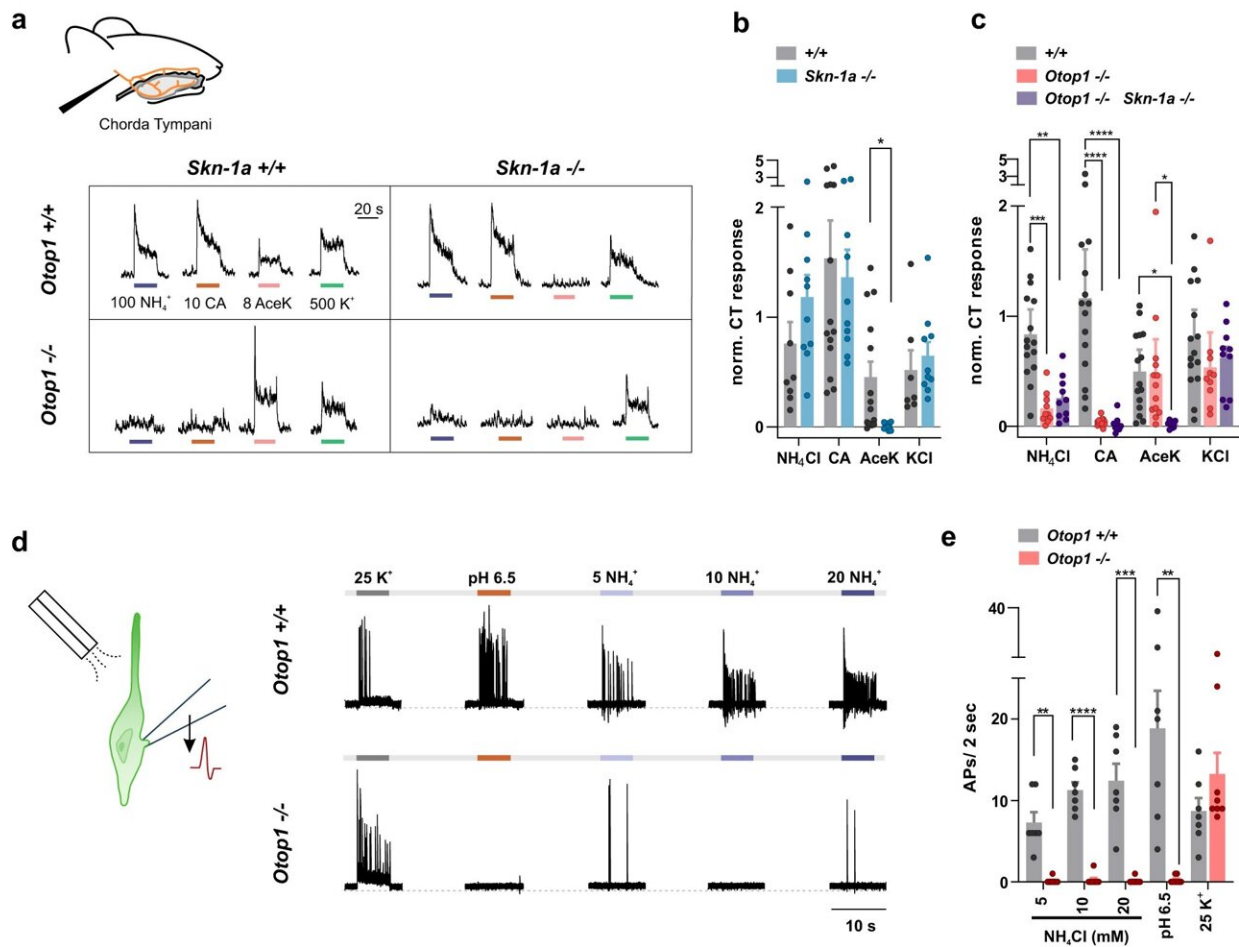 a
Chorda Tympani
Skn-1a +/+
Skn-1a -/-
Otop1 +/+
20 s
100 NH₄⁺
10 CA
8 AceK
500 K⁺
Otop1 -/-
b
+/+
Skn-1a -/-
*
5
3
2
1
0
norm. CT response
NH₄Cl
CA
AceK
KCl
c
+/+
Otop1 -/-
Otop1 -/- Skn-1a -/-
**
****
****
***
*
*
5
3
2
1
0
norm. CT response
NH₄Cl
CA
AceK
KCl
d
25 K⁺
pH 6.5
5 NH₄⁺
10 NH₄⁺
20 NH₄⁺
Otop1 +/+
Otop1 -/-
10 s
e
Otop1 +/+
Otop1 -/-
***
**
**
****
40
20
10
0
APs/ 2 sec
5
10
20
pH 6.5
25 K⁺
NH₄Cl (mM)